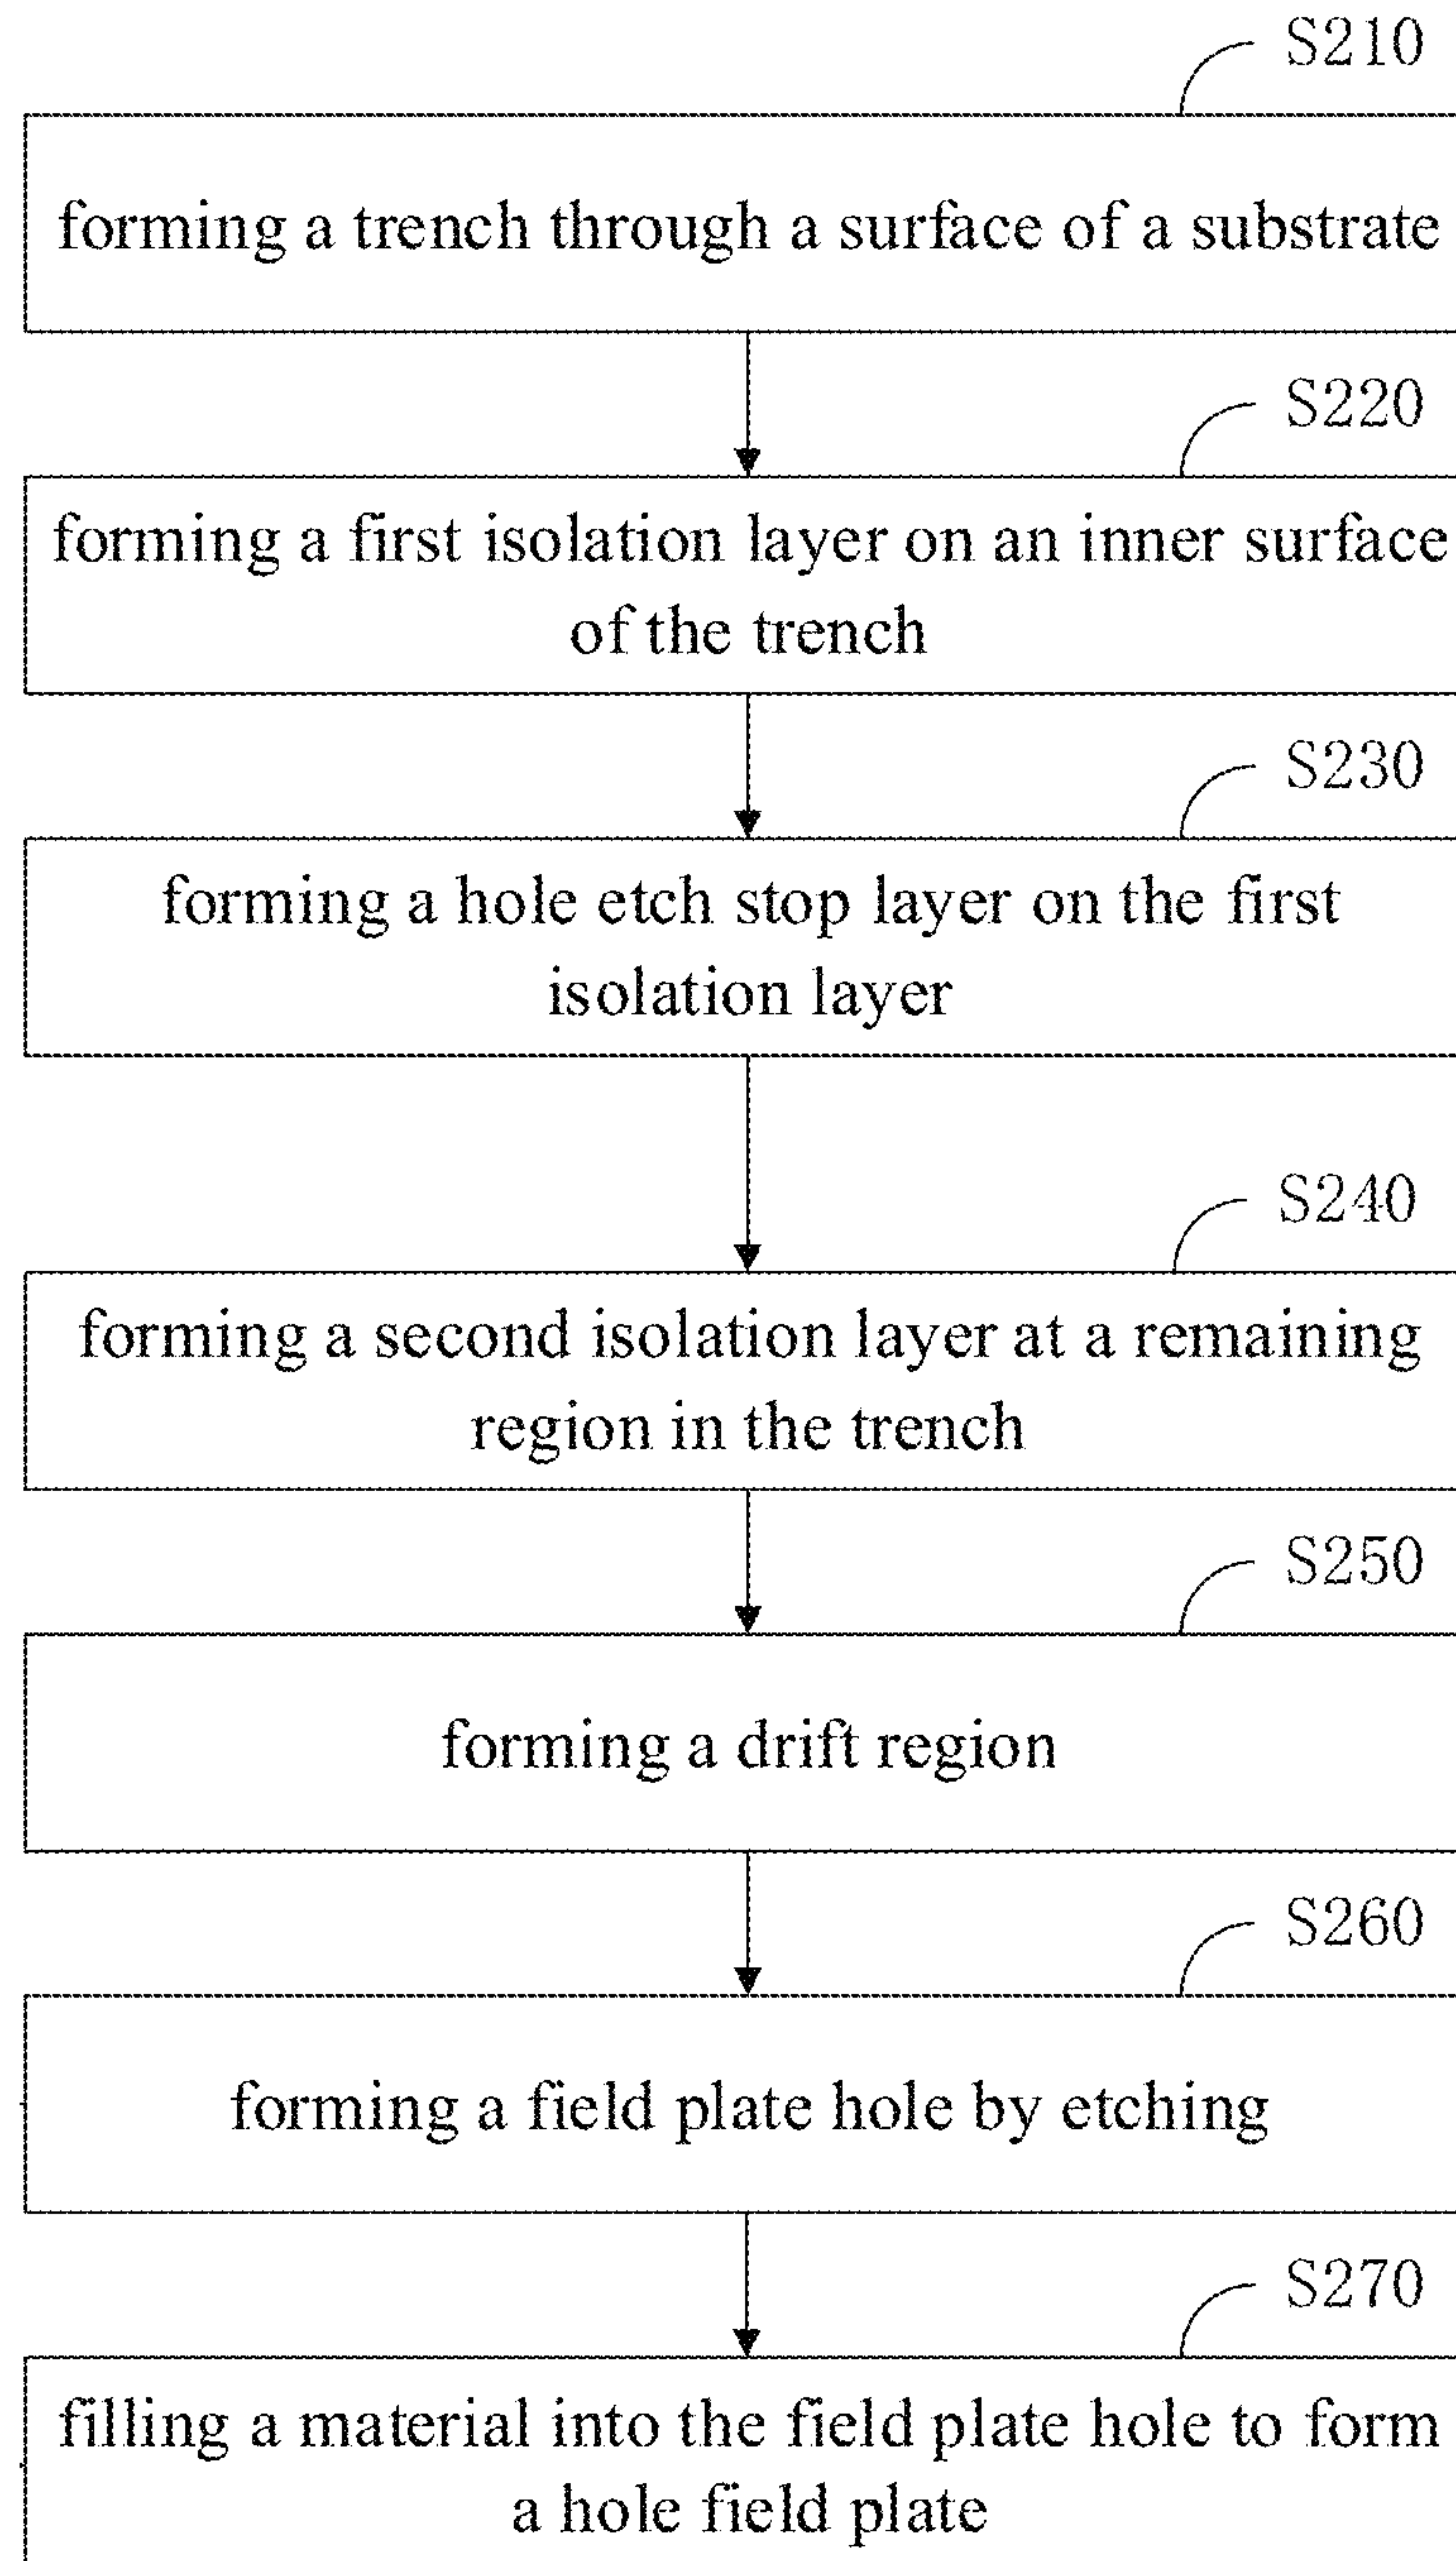 S210
forming a trench through a surface of a substrate
S220
forming a first isolation layer on an inner surface
of the trench
S230
forming a hole etch stop layer on the first
isolation layer
S240
forming a second isolation layer at a remaining
region in the trench
S250
forming a drift region
S260
forming a field plate hole by etching
S270
filling a material into the field plate hole to form
a hole field plate